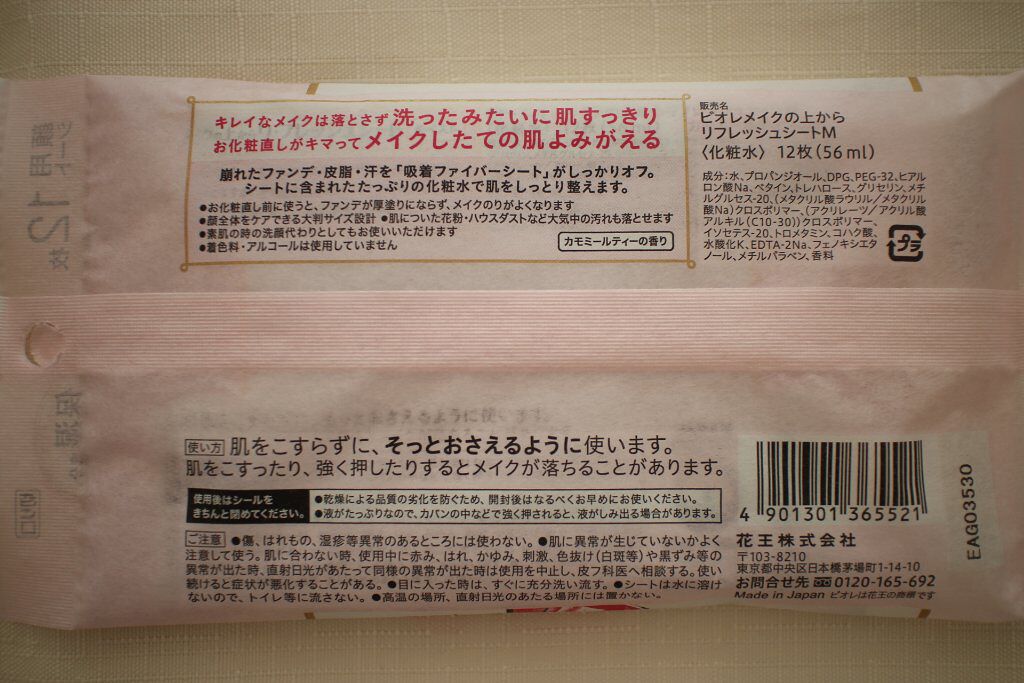 キレイなメイクは落とさず 洗ったみたいに肌すっきり
お化粧直しがキマって メイクしたての肌よみがえる
崩れたファンデ・皮脂・汗を「吸着ファイバーシート」がしっかりオフ。
シートに含まれたたっぷりの化粧水で肌をしっとり整えます。
●お化粧直し前に使うと、ファンデが厚塗りにならず、メイクのりがよくなります
●顔全体をケアできる大判サイズ設計 ●肌についた花粉・ハウスダストなど大気中の汚れも落とせます
●素肌の時の洗顔代わりとしてもお使いいただけます
●着色料・アルコールは使用していません
カモミールティーの香り
販売名
ビオレメイクの上から
リフレッシュシートM
〈化粧水〉 12枚(56ml)
成分:水、プロパンジオール、DPG、PEG-32、ヒアル
ロン酸Na、ベタイン、トレハロース、グリセリン、メチ
ルグルセス-20、(メタクリル酸ラウリル/メタクリル
酸Na)クロスポリマー、(アクリレーツ/アクリル酸
アルキル(C10-30))クロスポリマー、
イソセテス-20、トロメタミン、コハク酸、
水酸化K、EDTA-2Na、フェノキシエタ
ノール、メチルパラベン、香料
プラ
使い方 肌をこすらずに、そっとおさえるように使います。
肌をこすったり、強く押したりするとメイクが落ちることがあります。
使用後はシールを
きちんと閉めてください。
●乾燥による品質の劣化を防ぐため、開封後はなるべくお早めにお使いください。
●液がたっぷりなので、カバンの中などで強く押されると、液がしみ出る場合があります。
ご注意 ●傷、はれもの、湿疹等異常のあるところには使わない。●肌に異常が生じていないかよく
注意して使う。肌に合わない時、使用中に赤み、はれ、かゆみ、刺激、色抜け(白斑等)や黒ずみ等の
異常が出た時、直射日光があたって同様の異常が出た時は使用を中止し、皮フ科医へ相談する。使い
続けると症状が悪化することがある。●目に入った時は、すぐに充分洗い流す。●シートは水に溶け
ないので、トイレ等に流さない。●高温の場所、直射日光のあたる場所には置かない。
4 901301 365521
花王株式会社
〒103-8210
東京都中央区日本橋茅場町1-14-10
お問合せ先 0120-165-692
Made in Japan ビオレは花王の商標です
EAG03530